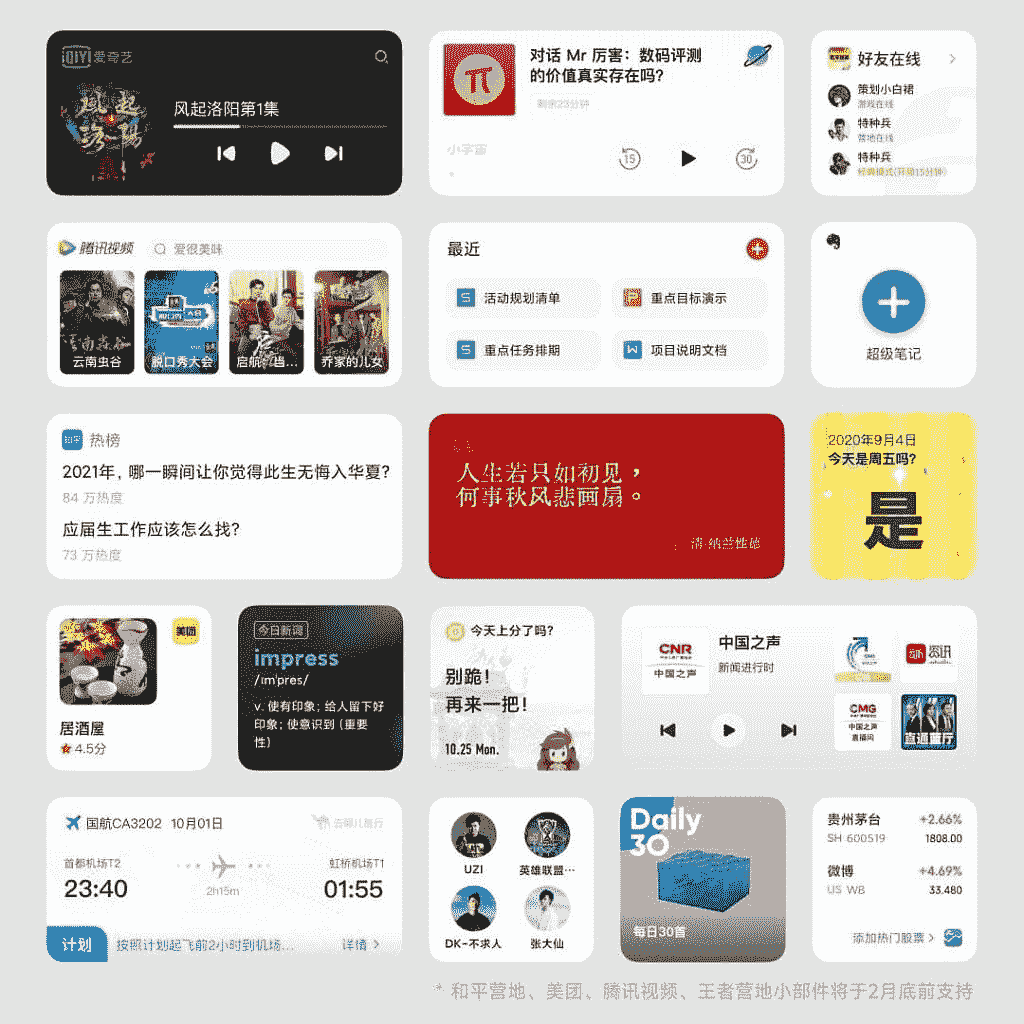 iQIYI 爱奇艺
风起洛阳
风起洛阳第1集
对话 Mr 厉害：数码评测
的价值真实存在吗？
剩余23分钟
小宇宙
15
30
好友在线
策划小白裙
游戏在线
特种兵
营地在线
特种兵
经典模式(开局15分钟)
腾讯视频
爱很美味
云南虫谷
脱口秀大会
启航：当...
乔家的儿女
最近
活动规划清单
重点目标演示
重点任务排期
项目说明文档
超级笔记
知乎 热榜
2021年，哪一瞬间让你觉得此生无悔入华夏？
84 万热度
应届生工作应该怎么找？
73 万热度
人生若只如初见，
何事秋风悲画扇。
清·纳兰性德
2020年9月4日
今天是周五吗？
是
美团
居酒屋
4.5分
今日新词
impress
/ɪmˈpres/
v. 使有印象；给人留下好
印象；使意识到 (重要
性)
今天上分了吗？
别跪！
再来一把！
10.25 Mon.
CNR
中国之声
中国之声
新闻进行时
资讯
CMG
中国之声
直播间
直通厅
国航CA3202 10月01日
首都机场T2
虹桥机场T1
23:40
2h15m
01:55
计划
按照计划起飞前2小时到机场...
详情
UZI
英雄联盟...
DK-不求人
张大仙
Daily
30
每日30首
贵州茅台 +2.66%
SH 600519 1808.00
微博 +4.69%
US WB 33.480
添加热门股票
* 和平营地、美团、腾讯视频、王者营地小部件将于2月底前支持